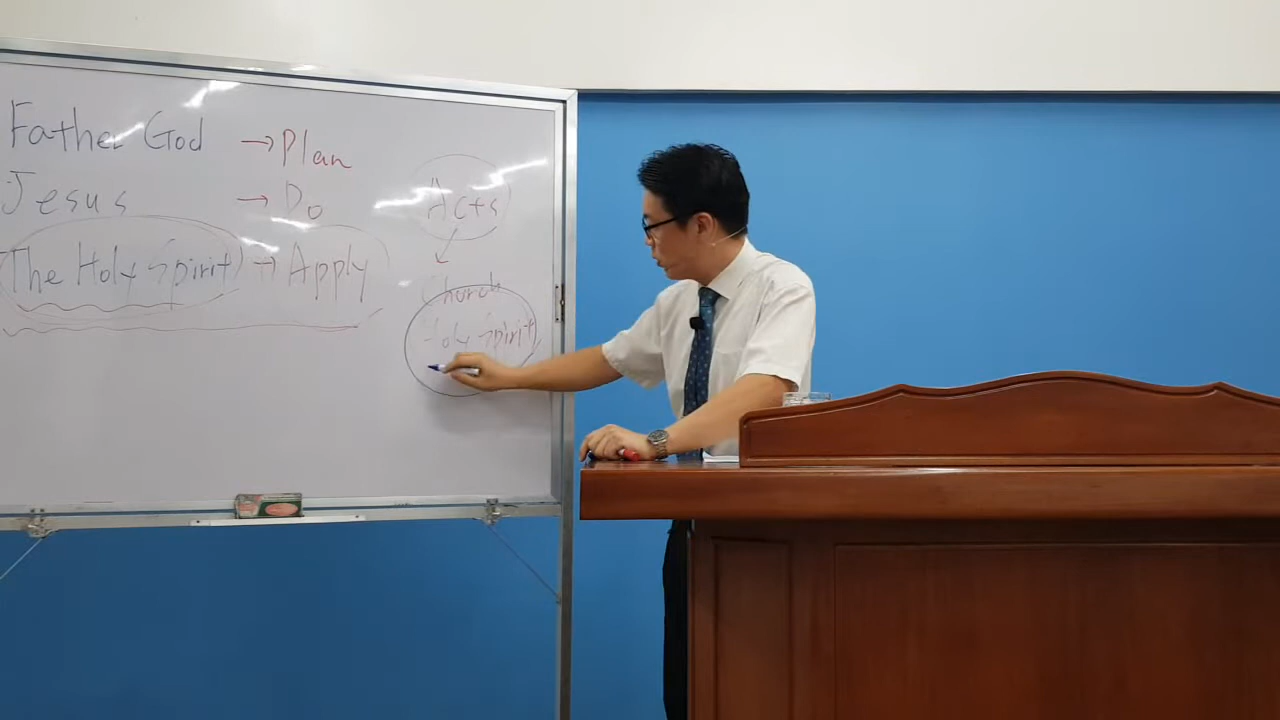 Father God → Plan
Jesus → Do
The Holy Spirit → Apply
Acts
↙
Church
Holy Spirit